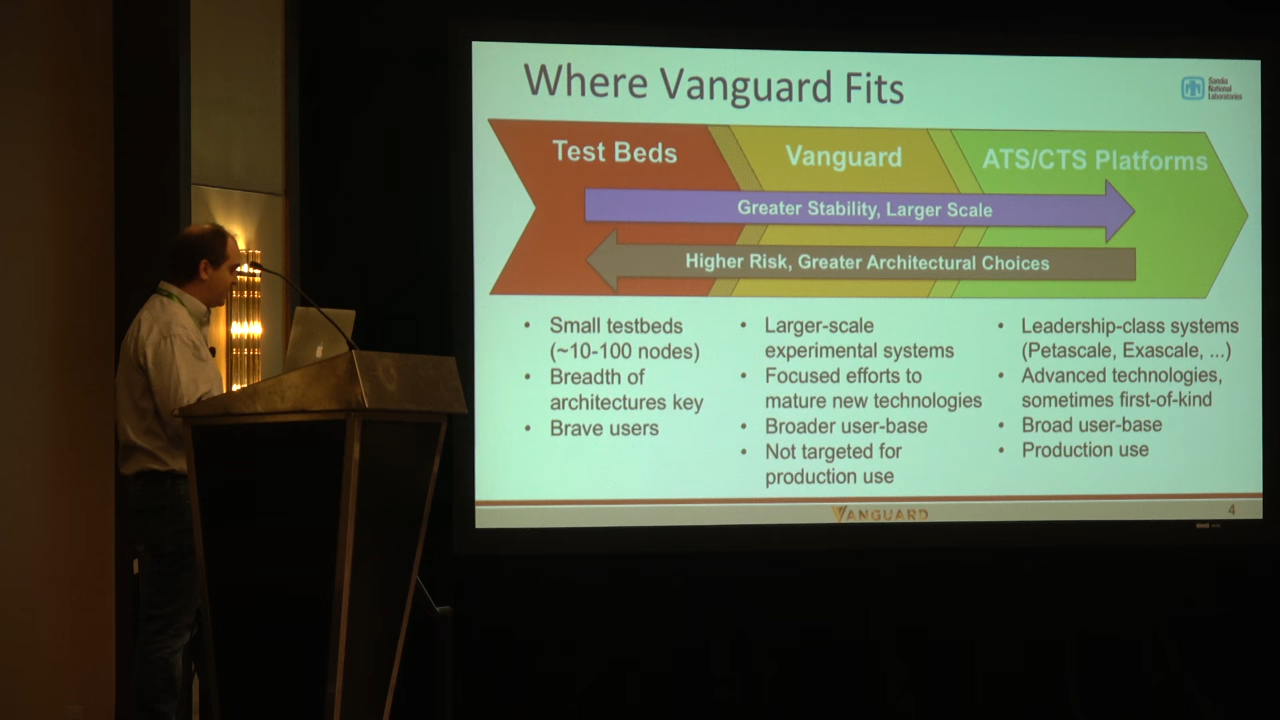 Where Vanguard Fits
Sandia
National
Laboratories
Test Beds
Vanguard
ATS/CTS Platforms
Greater Stability, Larger Scale
Higher Risk, Greater Architectural Choices
• Small testbeds
(~10-100 nodes)
• Breadth of
architectures key
• Brave users
• Larger-scale
experimental systems
• Focused efforts to
mature new technologies
• Broader user-base
• Not targeted for
production use
• Leadership-class systems
(Petascale, Exascale, ...)
• Advanced technologies,
sometimes first-of-kind
• Broad user-base
• Production use
VANGUARD
4